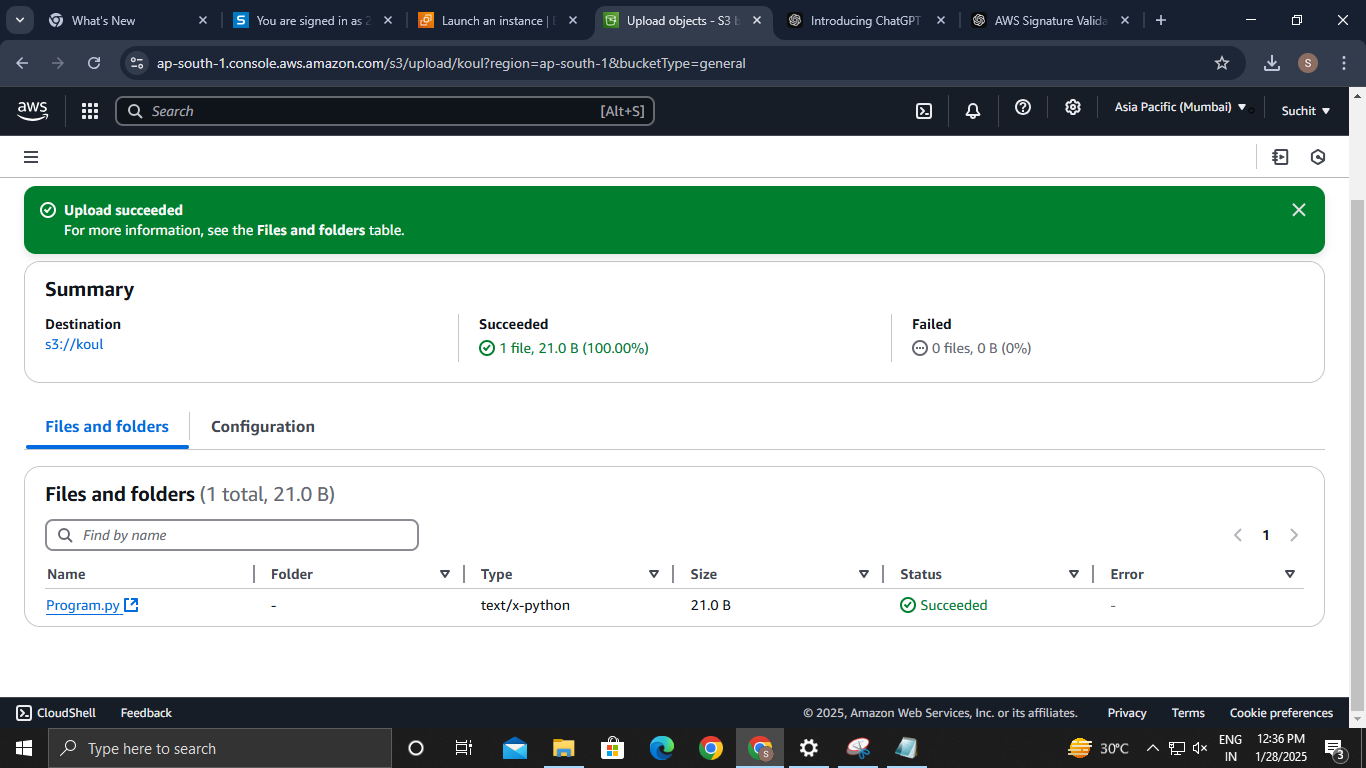 What's New
You are signed in as 2
Launch an instance | E
Upload objects - S3 b
Introducing ChatGPT
AWS Signature Valida
ap-south-1.console.aws.amazon.com/s3/upload/koul?region=ap-south-1&bucketType=general
S
aws
Search
[Alt+S]
Asia Pacific (Mumbai)
Suchit
Upload succeeded
For more information, see the Files and folders table.
Summary
Destination
s3://koul
Succeeded
1 file, 21.0 B (100.00%)
Failed
0 files, 0 B (0%)
Files and folders
Configuration
Files and folders (1 total, 21.0 B)
Find by name
1
Name Folder Type Size Status Error
Program.py - text/x-python 21.0 B Succeeded -
CloudShell Feedback © 2025, Amazon Web Services, Inc. or its affiliates. Privacy Terms Cookie preferences
Type here to search
30°C
ENG
IN
12:36 PM
1/28/2025
3